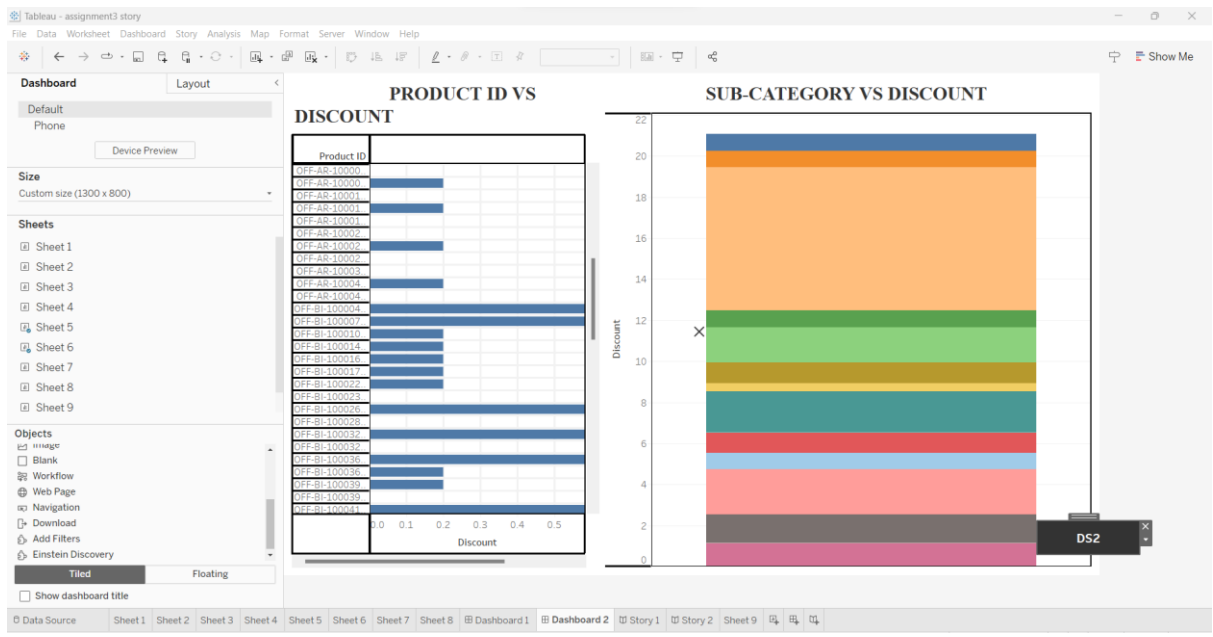 Tableau - assignment3 story
File Data Worksheet Dashboard Story Analysis Map Format Server Window Help
Show Me
Dashboard
Layout
Default
Phone
Device Preview
Size
Custom size (1300 x 800)
Sheets
Sheet 1
Sheet 2
Sheet 3
Sheet 4
Sheet 5
Sheet 6
Sheet 7
Sheet 8
Sheet 9
Objects
Image
Blank
Workflow
Web Page
Navigation
Download
Add Filters
Einstein Discovery
Tiled
Floating
Show dashboard title
PRODUCT ID VS
DISCOUNT
Product ID
OFF-AR-10000..
OFF-AR-10000..
OFF-AR-10001..
OFF-AR-10001..
OFF-AR-10001..
OFF-AR-10002..
OFF-AR-10002..
OFF-AR-10002..
OFF-AR-10003..
OFF-AR-10004..
OFF-AR-10004..
OFF-BI-100004..
OFF-BI-100007..
OFF-BI-100010..
OFF-BI-100014..
OFF-BI-100016..
OFF-BI-100017..
OFF-BI-100022..
OFF-BI-100023..
OFF-BI-100026..
OFF-BI-100028..
OFF-BI-100032..
OFF-BI-100032..
OFF-BI-100036..
OFF-BI-100036..
OFF-BI-100039..
OFF-BI-100039..
OFF-BI-100041..
0.0 0.1 0.2 0.3 0.4 0.5
Discount
SUB-CATEGORY VS DISCOUNT
22
20
18
16
14
12
10
8
6
4
2
0
Discount
DS2
Data Source Sheet 1 Sheet 2 Sheet 3 Sheet 4 Sheet 5 Sheet 6 Sheet 7 Sheet 8 Dashboard 1 Dashboard 2 Story 1 Story 2 Sheet 9